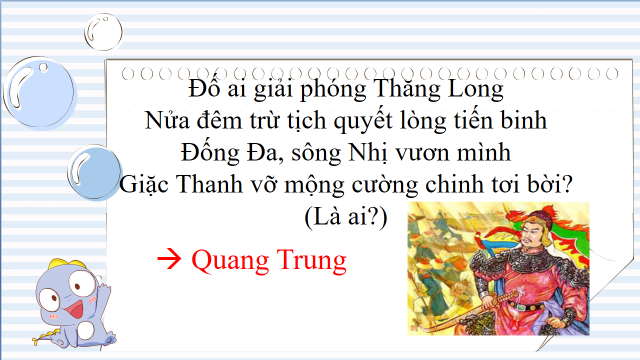 Đố ai giải phóng Thăng Long
Nửa đêm trừ tịch quyết lòng tiến binh
Đống Đa, sông Nhị vươn mình
Giặc Thanh vỡ mộng cường chinh tơi bời?
(Là ai?)
→ Quang Trung